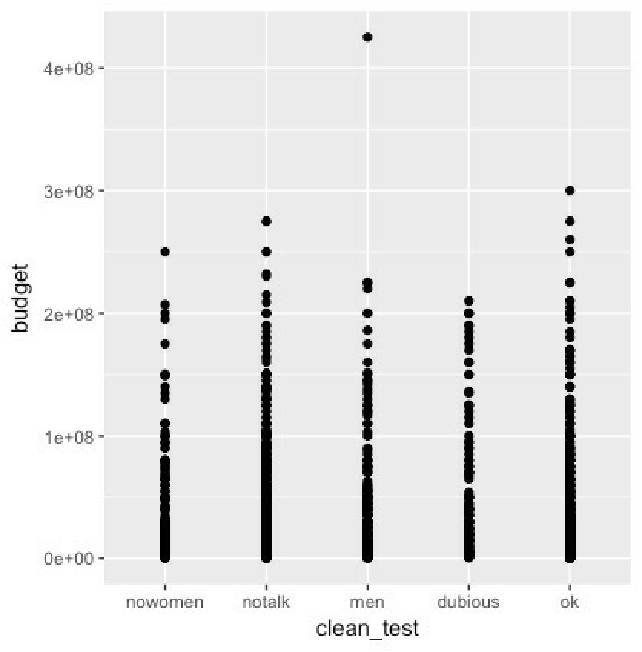 4e+08
3e+08
2e+08
1e+08
0e+00
budget
nowomen notalk men dubious ok
clean_test